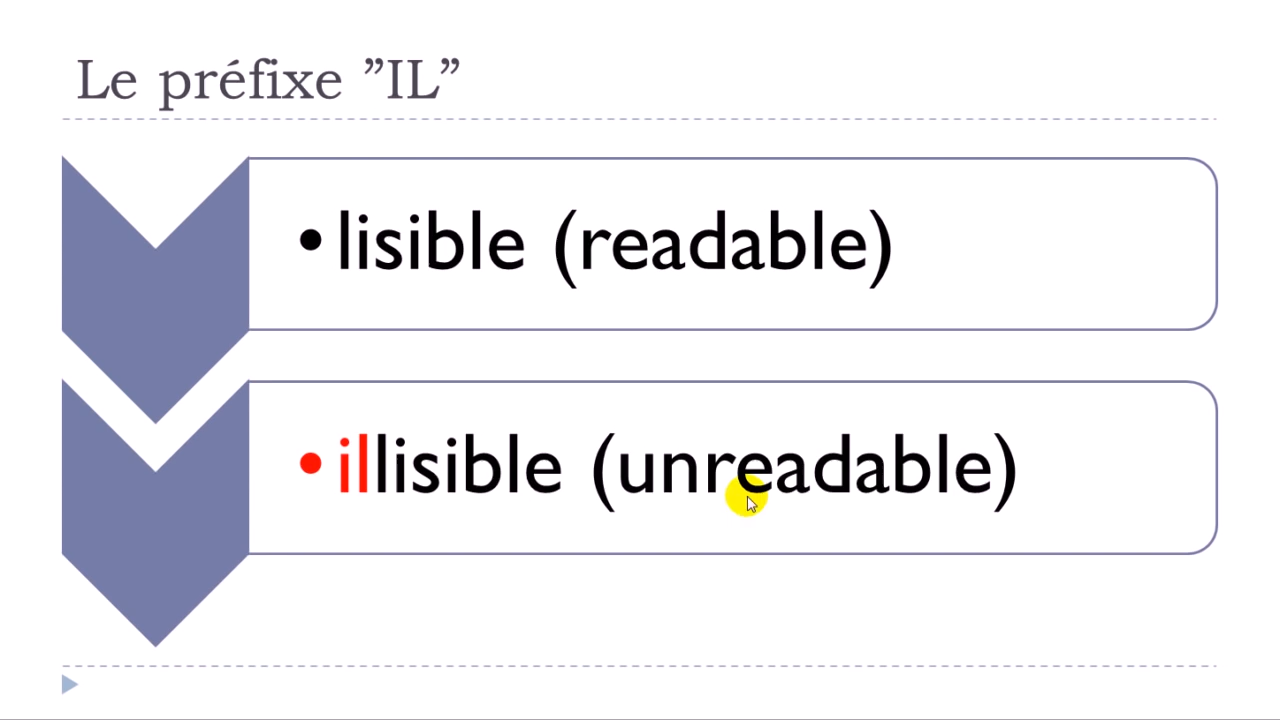 Le préfixe ”IL”
• lisible (readable)
• illisible (unreadable)